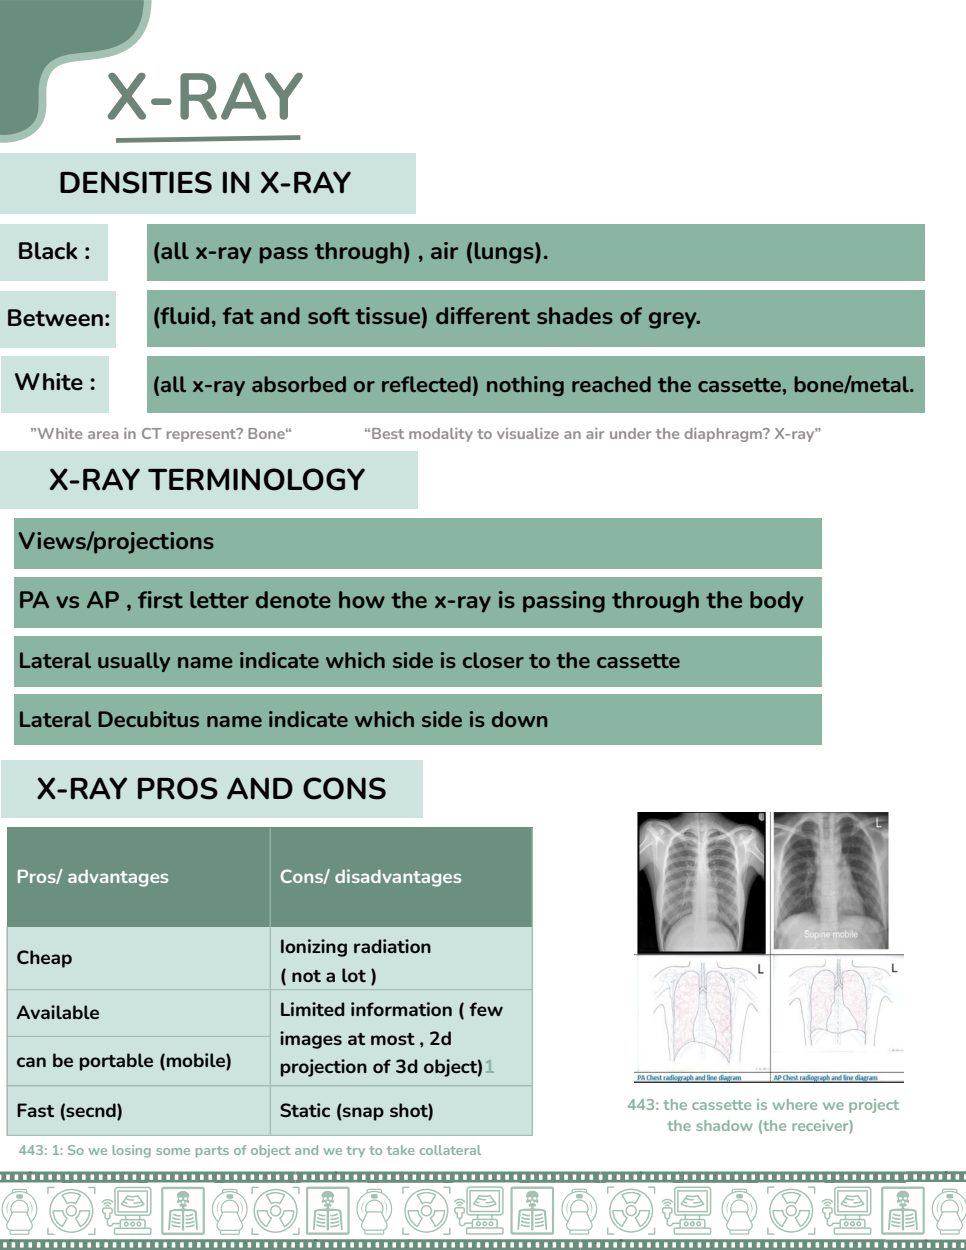 X-RAY
DENSITIES IN X-RAY
Black :
(all x-ray pass through) , air (lungs).
Between:
(fluid, fat and soft tissue) different shades of grey.
White :
(all x-ray absorbed or reflected) nothing reached the cassette, bone/metal.
”White area in CT represent? Bone“
“Best modality to visualize an air under the diaphragm? X-ray”
X-RAY TERMINOLOGY
Views/projections
PA vs AP , first letter denote how the x-ray is passing through the body
Lateral usually name indicate which side is closer to the cassette
Lateral Decubitus name indicate which side is down
X-RAY PROS AND CONS
Pros/ advantages
Cons/ disadvantages
Cheap
Ionizing radiation
( not a lot )
Available
Limited information ( few
images at most , 2d
projection of 3d object)1
can be portable (mobile)
Fast (secnd)
Static (snap shot)
443: 1: So we losing some parts of object and we try to take collateral
L
Supine mobile
L
L
PA Chest radiograph and line diagram
AP Chest radiograph and line diagram
443: the cassette is where we project
the shadow (the receiver)